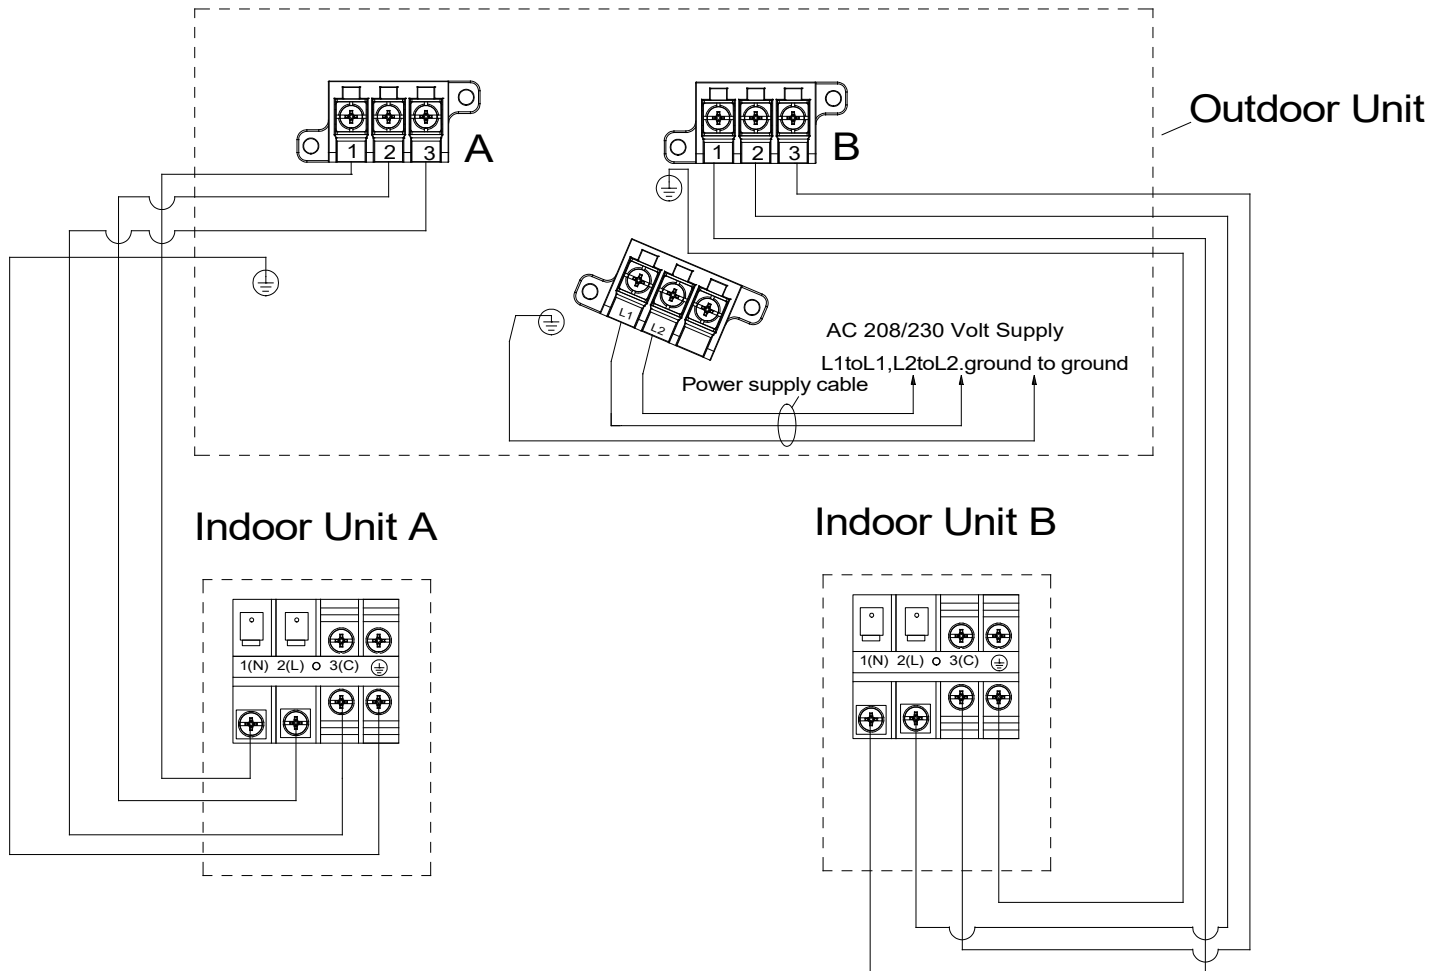 Outdoor Unit
1 2 3 A
1 2 3 B
L1 L2
AC 208/230 Volt Supply
L1toL1,L2toL2.ground to ground
Power supply cable
Indoor Unit A
Indoor Unit B
1(N) 2(L) 3(C)
1(N) 2(L) 3(C)